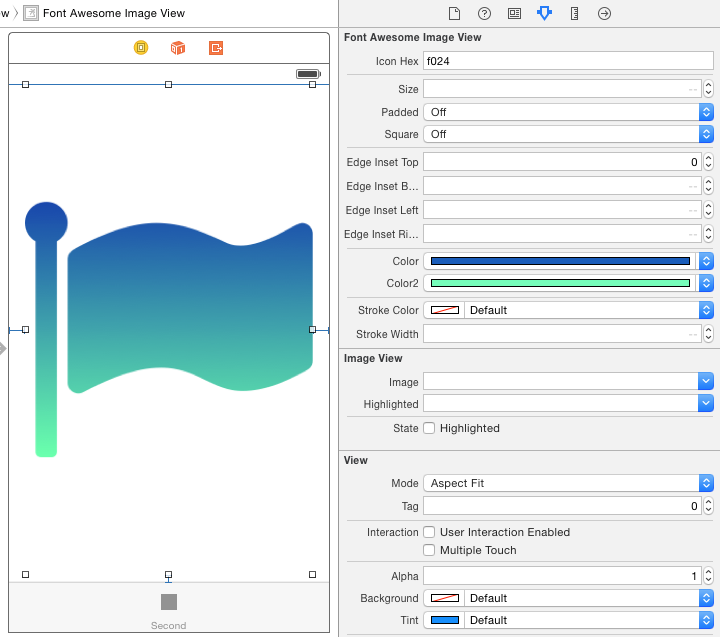 w 〉 Font Awesome Image View
Second
Font Awesome Image View
Icon Hex f024
Size --
Padded Off
Square Off
Edge Inset Top 0
Edge Inset B... --
Edge Inset Left --
Edge Inset Ri... --
Color
Color2
Stroke Color Default
Stroke Width --
Image View
Image
Highlighted
State Highlighted
View
Mode Aspect Fit
Tag 0
Interaction User Interaction Enabled
Multiple Touch
Alpha 1
Background Default
Tint Default